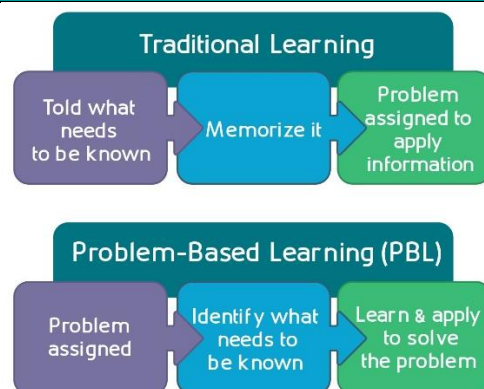 Traditional Learning
Told what
needs
to be known
Memorize it
Problem
assigned to
apply
information
Problem-Based Learning (PBL)
Problem
assigned
Identify what
needs to
be known
Learn & apply
to solve
the problem